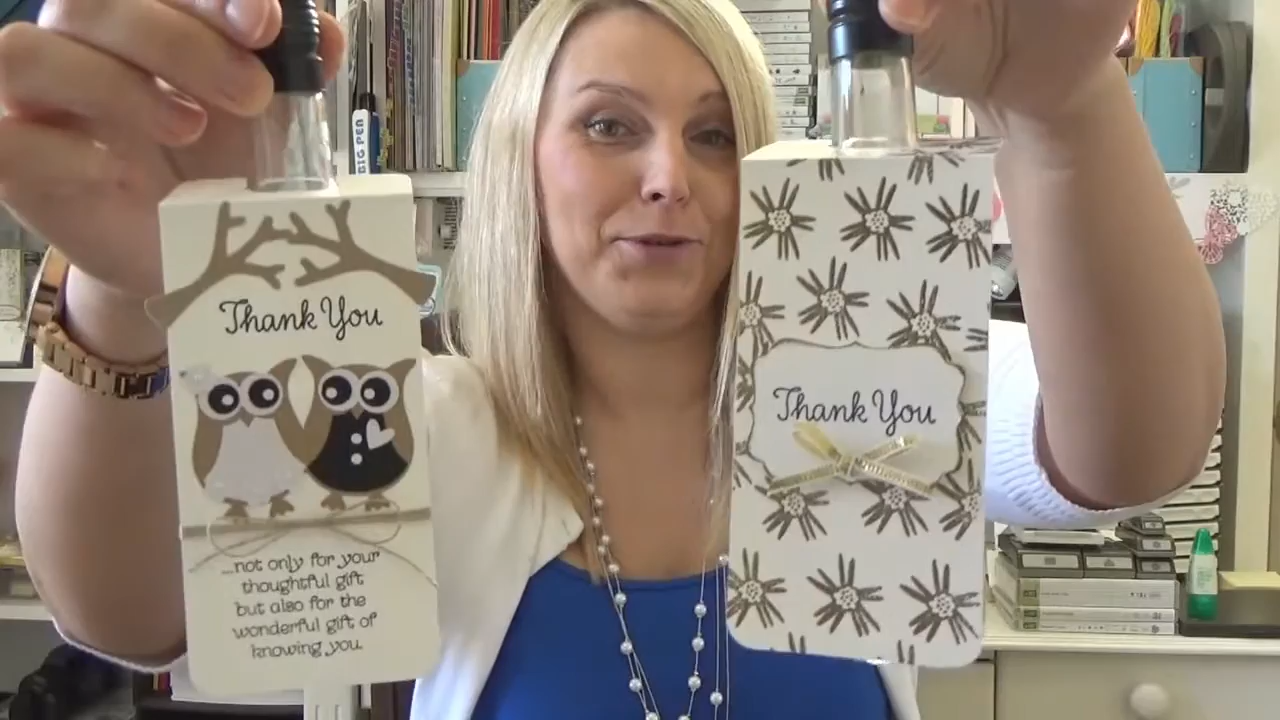 BIG PEN
Thank You
...not only for your
thoughtful gift
but also for the
wonderful gift of
knowing you.
Thank You